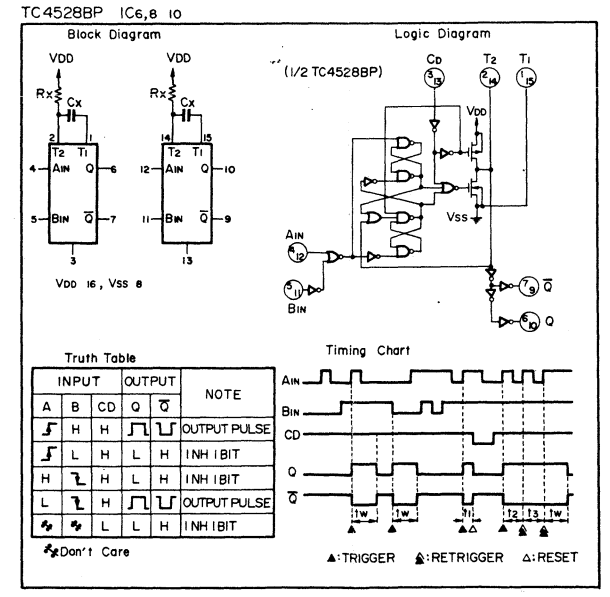 TC4528BP IC6,8 10
Block Diagram
Logic Diagram
VDD
VDD
(1/2 TC4528BP)
CD
T2
T1
3 13
2 14
1 15
Rx
Cx
Rx
Cx
VDD
2
1
14
15
T2 T1
T2 T1
4 AIN Q 6
12 AIN Q 10
5 BIN Q̅ 7
11 BIN Q̅ 9
3
13
VSS
AIN
4 12
5 11
BIN
VDD 16, VSS 8
7 9 Q̅
6 10 Q
Truth Table
INPUT OUTPUT NOTE
A B CD Q Q̅
H H OUTPUT PULSE
L H L H INHIBIT
H H L H INHIBIT
L H OUTPUT PULSE
L L H INHIBIT
Don't Care
Timing Chart
AIN
BIN
CD
Q
Q̅
tw tw t1 t2 t3 tw
▲:TRIGGER :RETRIGGER △:RESET